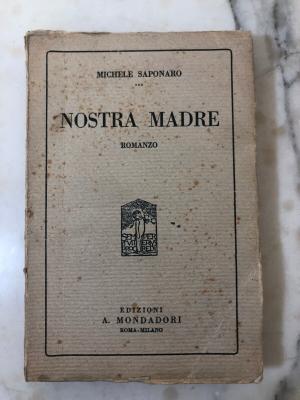 MICHELE SAPONARO
NOSTRA MADRE
ROMANZO
EDIZIONI
A. MONDADORI
ROMA-MILANO